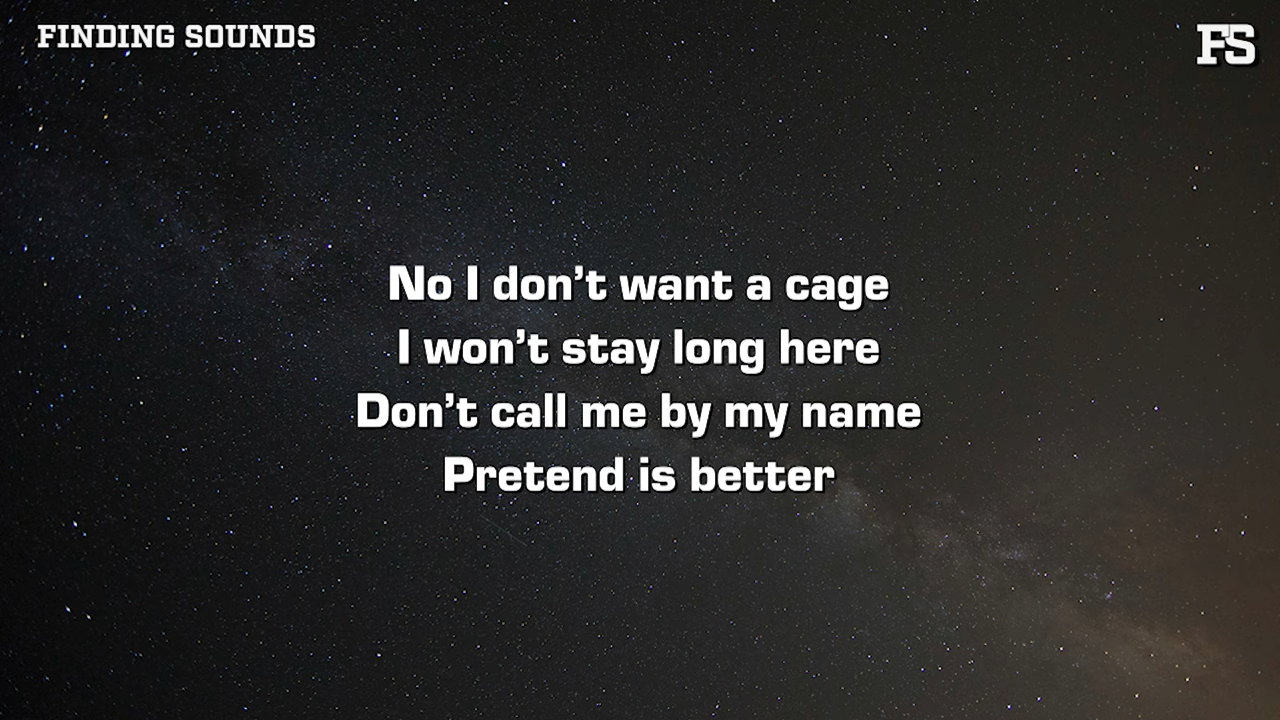 FINDING SOUNDS
FS
No I don't want a cage
I won't stay long here
Don't call me by my name
Pretend is better